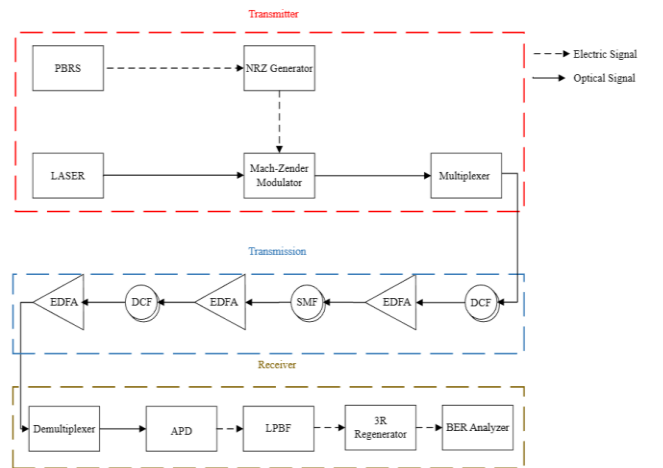 Transmitter
PBRS
NRZ Generator
Electric Signal
Optical Signal
LASER
Mach-Zender
Modulator
Multiplexer
Transmission
EDFA
DCF
EDFA
SMF
EDFA
DCF
Receiver
Demultiplexer
APD
LPBF
3R
Regenerator
BER Analyzer